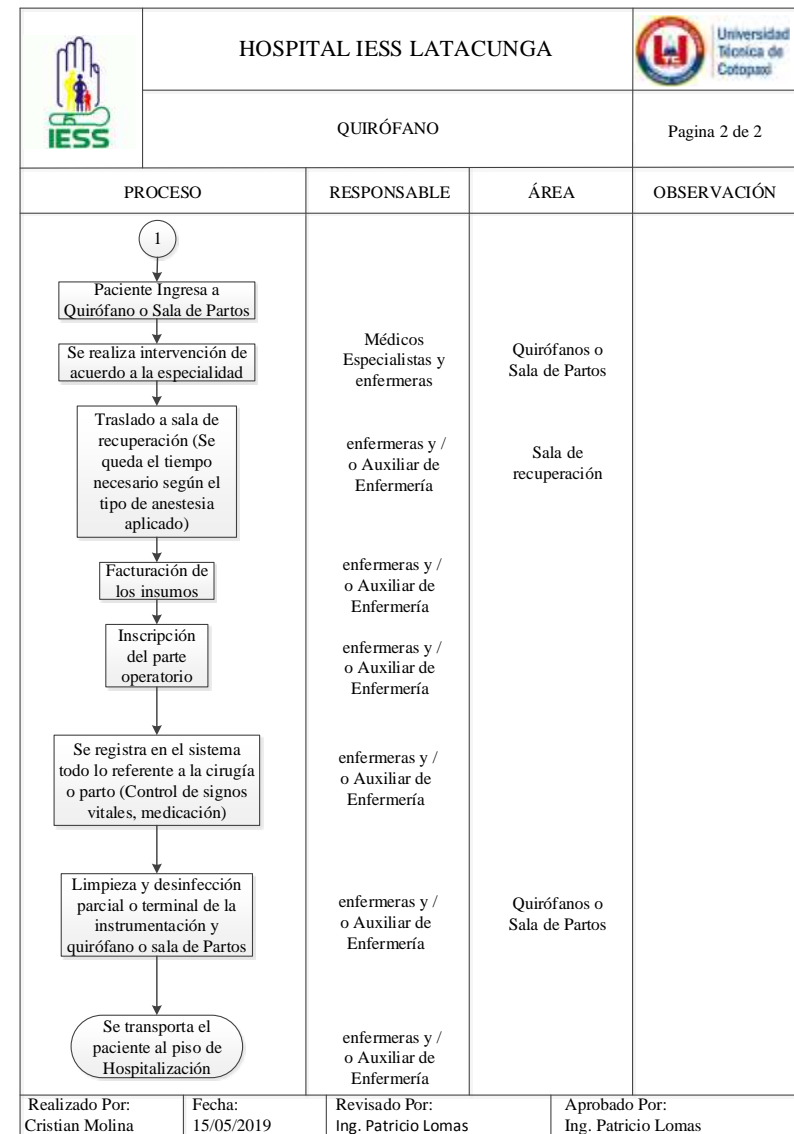 IESS
HOSPITAL IESS LATACUNGA
Universidad
Técnica de
Cotopaxi
QUIRÓFANO
Pagina 2 de 2
PROCESO
RESPONSABLE
ÁREA
OBSERVACIÓN
1
Paciente Ingresa a
Quirófano o Sala de Partos
Se realiza intervención de
acuerdo a la especialidad
Médicos
Especialistas y
enfermeras
Quirófanos o
Sala de Partos
Traslado a sala de
recuperación (Se
queda el tiempo
necesario según el
tipo de anestesia
aplicado)
enfermeras y /
o Auxiliar de
Enfermería
Sala de
recuperación
Facturación de
los insumos
enfermeras y /
o Auxiliar de
Enfermería
Inscripción
del parte
operatorio
enfermeras y /
o Auxiliar de
Enfermería
Se registra en el sistema
todo lo referente a la cirugía
o parto (Control de signos
vitales, medicación)
enfermeras y /
o Auxiliar de
Enfermería
Limpieza y desinfección
parcial o terminal de la
instrumentación y
quirófano o sala de Partos
enfermeras y /
o Auxiliar de
Enfermería
Quirófanos o
Sala de Partos
Se transporta el
paciente al piso de
Hospitalización
enfermeras y /
o Auxiliar de
Enfermería
Realizado Por:
Cristian Molina
Fecha:
15/05/2019
Revisado Por:
Ing. Patricio Lomas
Aprobado Por:
Ing. Patricio Lomas